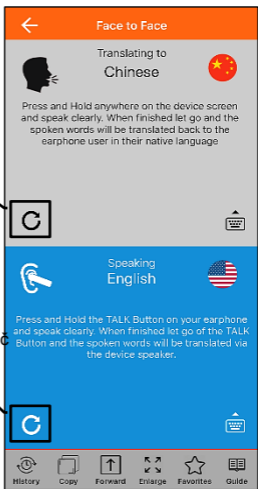 Face to Face
Translating to
Chinese
Press and Hold anywhere on the device screen
and speak clearly. When finished let go and the
spoken words will be translated back to the
earphone user in their native language
Speaking
English
Press and Hold the TALK Button on your earphone
and speak clearly. When finished let go of the TALK
Button and the spoken words will be translated via
the device speaker.
History Copy Forward Enlarge Favorites Guide